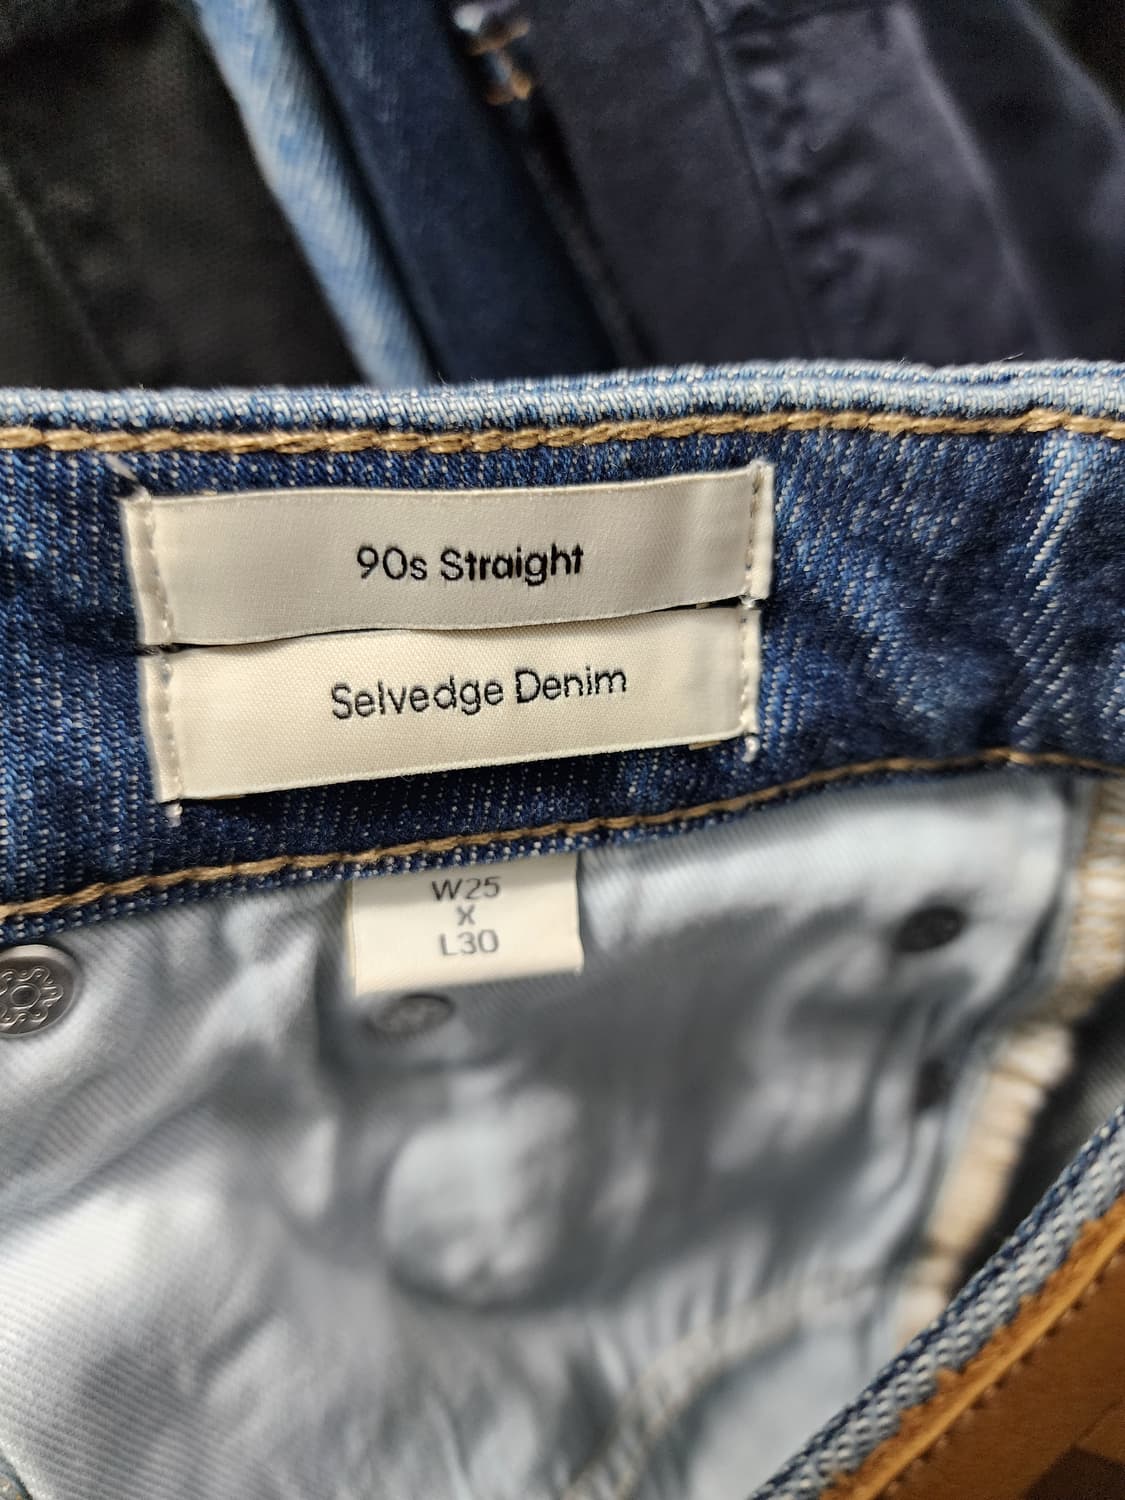 90s Straight
Selvedge Denim
W25
X
L30